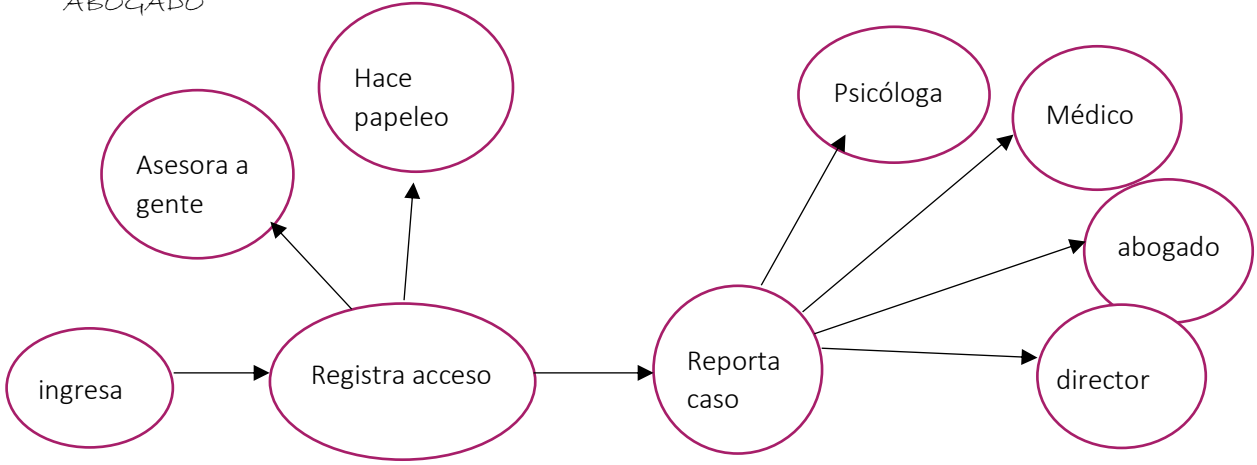 ABOGADO
Hace
papeleo
Asesora a
gente
ingresa
Registra acceso
Reporta
caso
Psicóloga
Médico
abogado
director